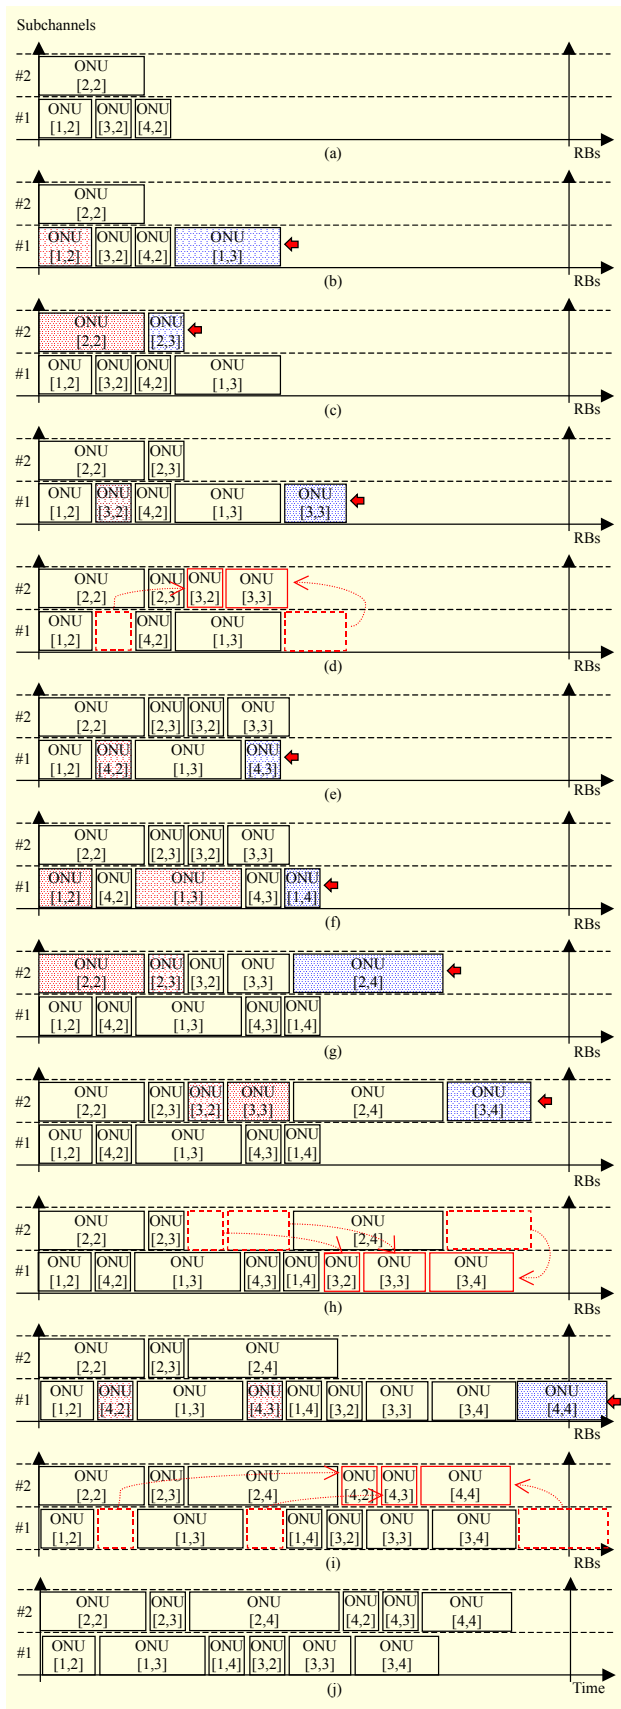 Subchannels
#2 ONU ONU
[2,2]
#1 ONU ONU ONU
[1,2] [3,2] [4,2]
(a) RBs
#2 ONU
[2,2]
#1 ONU ONU ONU ONU
[1,2] [3,2] [4,2] [1,3]
(b) RBs
#2 ONU ONU
[2,2] [2,3]
#1 ONU ONU ONU ONU
[1,2] [3,2] [4,2] [1,3]
(c) RBs
#2 ONU ONU
[2,2] [2,3]
#1 ONU ONU ONU ONU ONU
[1,2] [3,2] [4,2] [1,3] [3,3]
RBs
#2 ONU ONU ONU ONU
[2,2] [2,3] [3,2] [3,3]
#1 ONU ONU ONU
[1,2] [4,2] [1,3]
(d) RBs
#2 ONU ONU ONU ONU
[2,2] [2,3] [3,2] [3,3]
#1 ONU ONU ONU ONU
[1,2] [4,2] [1,3] [4,3]
(e) RBs
#2 ONU ONU ONU ONU
[2,2] [2,3] [3,2] [3,3]
#1 ONU ONU ONU ONU ONU
[1,2] [4,2] [1,3] [4,3] [1,4]
(f) RBs
#2 ONU ONU ONU ONU ONU
[2,2] [2,3] [3,2] [3,3] [2,4]
#1 ONU ONU ONU ONU ONU
[1,2] [4,2] [1,3] [4,3] [1,4]
(g) RBs
#2 ONU ONU ONU ONU ONU ONU
[2,2] [2,3] [3,2] [3,3] [2,4] [3,4]
#1 ONU ONU ONU ONU ONU
[1,2] [4,2] [1,3] [4,3] [1,4]
RBs
#2 ONU ONU ONU
[2,2] [2,3] [2,4]
#1 ONU ONU ONU ONU ONU ONU ONU ONU
[1,2] [4,2] [1,3] [4,3] [1,4] [3,2] [3,3] [3,4]
(h) RBs
#2 ONU ONU ONU
[2,2] [2,3] [2,4]
#1 ONU ONU ONU ONU ONU ONU ONU ONU ONU
[1,2] [4,2] [1,3] [4,3] [1,4] [3,2] [3,3] [3,4] [4,4]
RBs
#2 ONU ONU ONU ONU ONU ONU
[2,2] [2,3] [2,4] [4,2] [4,3] [4,4]
#1 ONU ONU ONU ONU ONU ONU
[1,2] [1,3] [1,4] [3,2] [3,3] [3,4]
(i) RBs
#2 ONU ONU ONU ONU ONU ONU
[2,2] [2,3] [2,4] [4,2] [4,3] [4,4]
#1 ONU ONU ONU ONU ONU ONU
[1,2] [1,3] [1,4] [3,2] [3,3] [3,4]
(j) Time